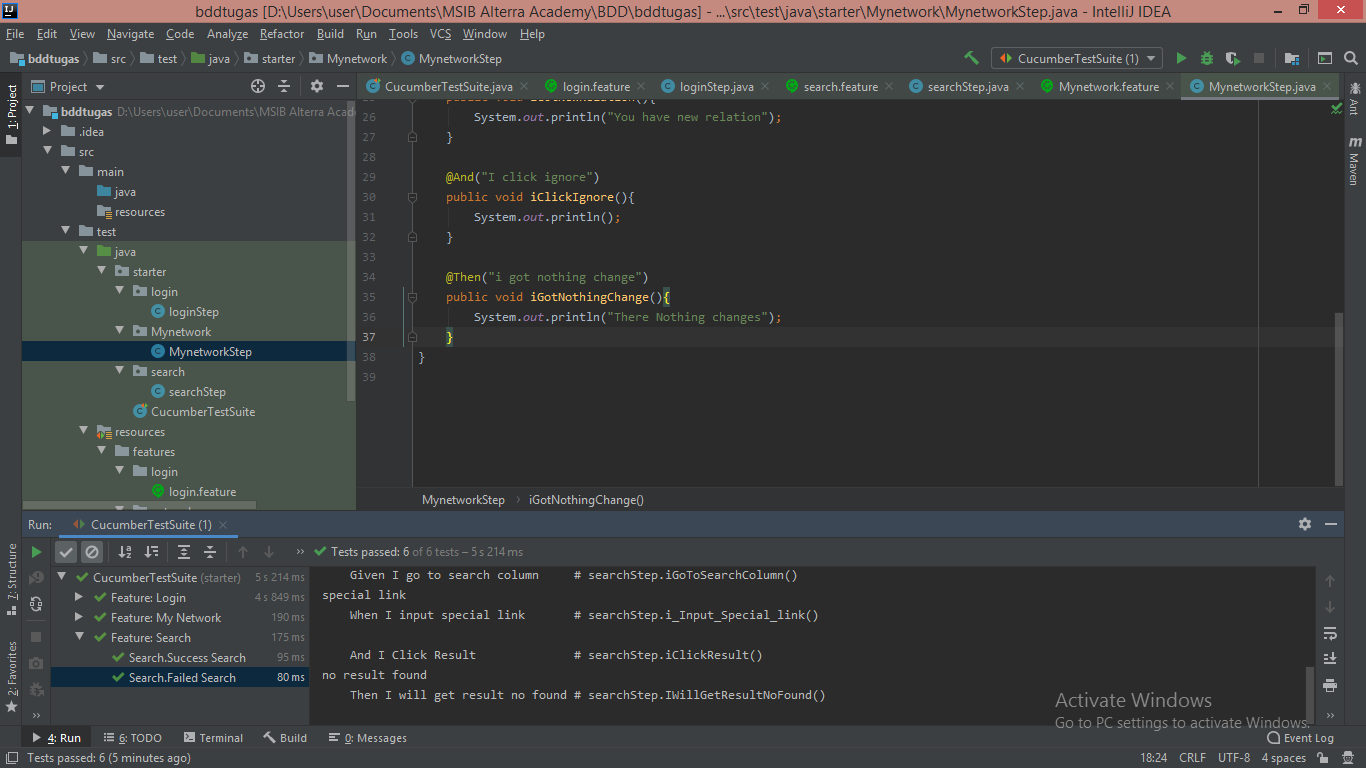 bddtugas [D:\Users\user\Documents\MSIB Alterra Academy\BDD\bddtugas] - ...\src\test\java\starter\Mynetwork\MynetworkStep.java - IntelliJ IDEA
File Edit View Navigate Code Analyze Refactor Build Run Tools VCS Window Help
bddtugas src test java starter Mynetwork MynetworkStep CucumberTestSuite (1)
1: Project
Project
CucumberTestSuite.java login.feature loginStep.java search.feature searchStep.java Mynetwork.feature MynetworkStep.java
Ant
Maven
bddtugas D:\Users\user\Documents\MSIB Alterra Acad
.idea
src
main
java
resources
test
java
starter
login
loginStep
Mynetwork
MynetworkStep
search
searchStep
CucumberTestSuite
resources
features
login
login.feature
26 System.out.println("You have new relation");
27 }
28
29 @And("I click ignore")
30 public void iClickIgnore(){
31 System.out.println();
32 }
33
34 @Then("i got nothing change")
35 public void iGotNothingChange(){
36 System.out.println("There Nothing changes");
37 }
38 }
39
MynetworkStep iGotNothingChange()
Run: CucumberTestSuite (1)
Tests passed: 6 of 6 tests – 5 s 214 ms
7: Structure
2: Favorites
CucumberTestSuite (starter) 5 s 214 ms
Feature: Login 4 s 849 ms
Feature: My Network 190 ms
Feature: Search 175 ms
Search.Success Search 95 ms
Search.Failed Search 80 ms
Given I go to search column # searchStep.iGoToSearchColumn()
special link
When I input special link # searchStep.i_Input_Special_link()
And I Click Result # searchStep.iClickResult()
no result found
Then I will get result no found # searchStep.IWillGetResultNoFound()
Activate Windows
Go to PC settings to activate Windows.
4: Run 6: TODO Terminal Build 0: Messages Event Log
Tests passed: 6 (5 minutes ago) 18:24 CRLF UTF-8 4 spaces